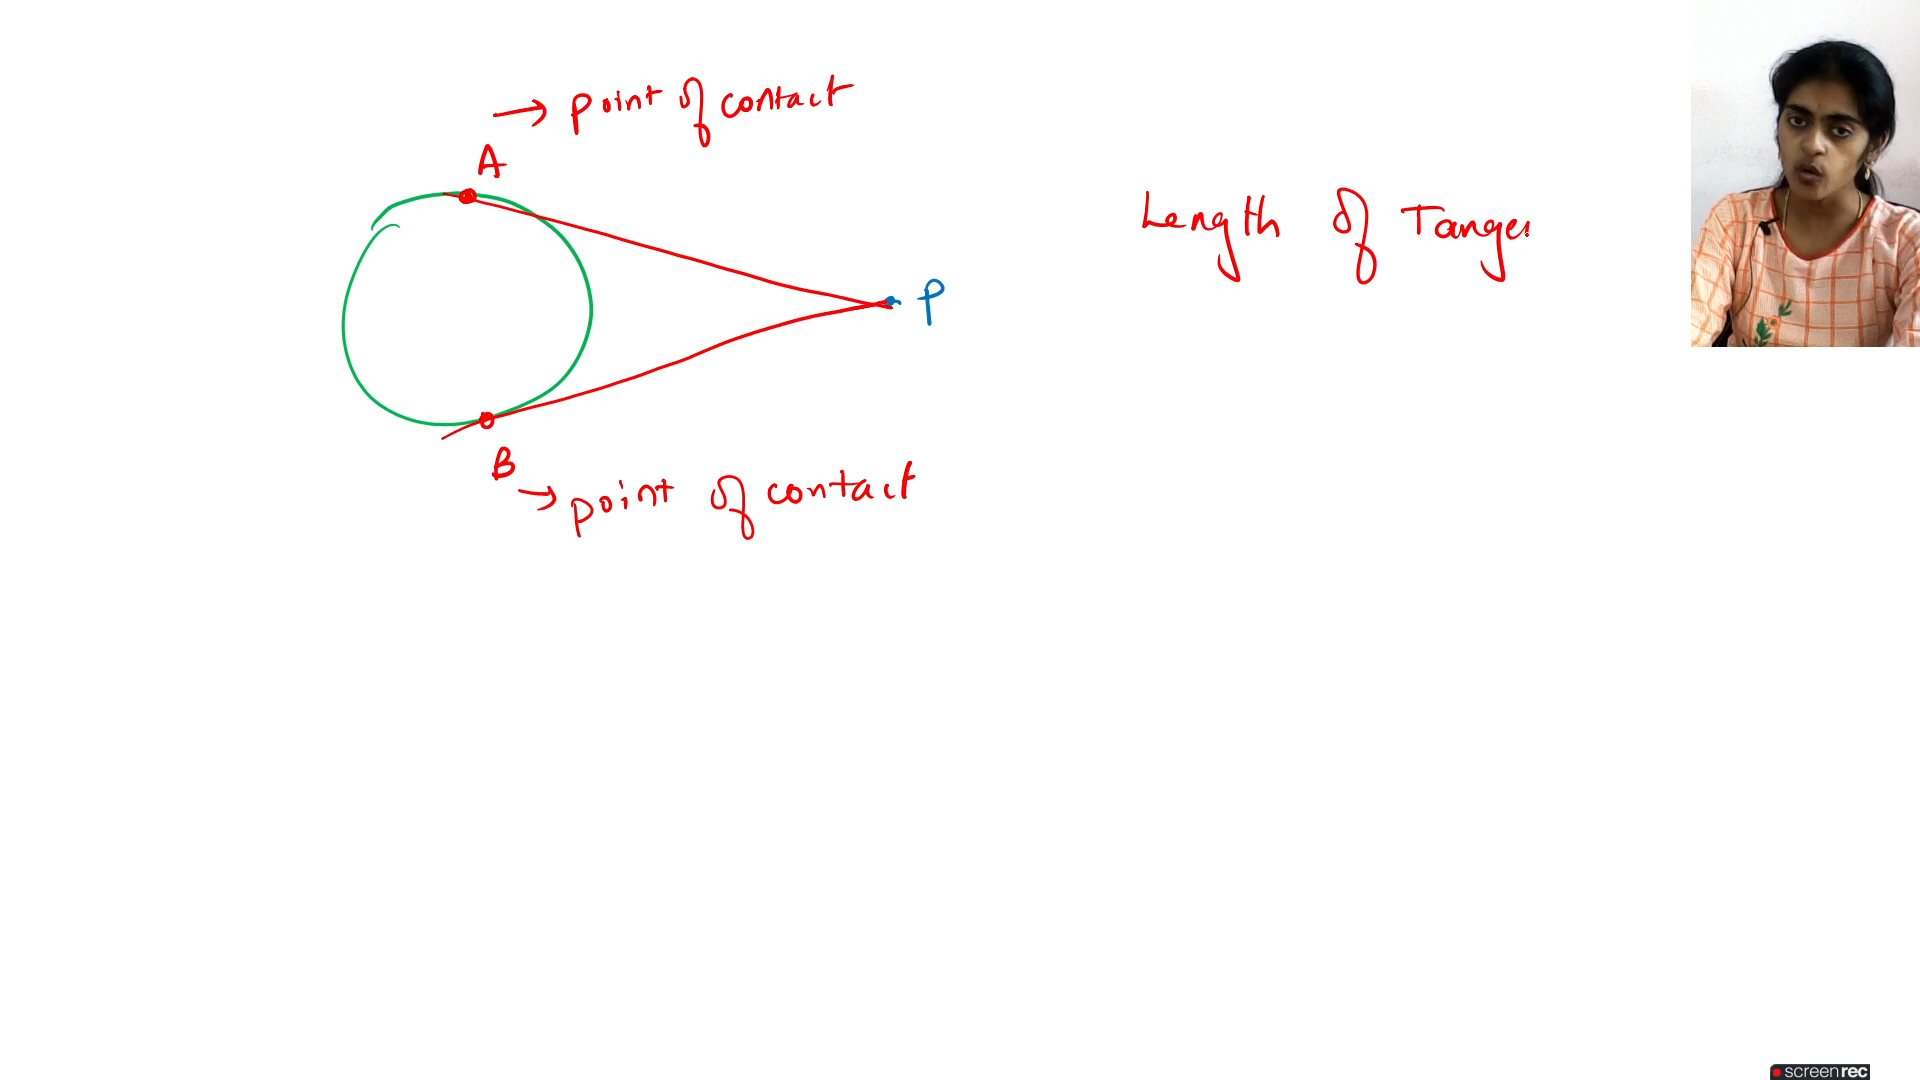 → point of contact
A
Length of Tange
P
B
→ point of contact
screenrec